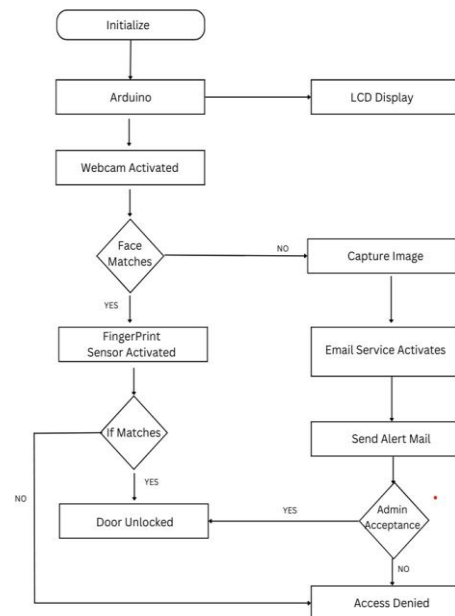 Initialize
Arduino
LCD Display
Webcam Activated
Face
Matches
NO
Capture Image
YES
FingerPrint
Sensor Activated
Email Service Activates
If Matches
Send Alert Mail
NO
YES
Door Unlocked
YES
Admin
Acceptance
NO
Access Denied